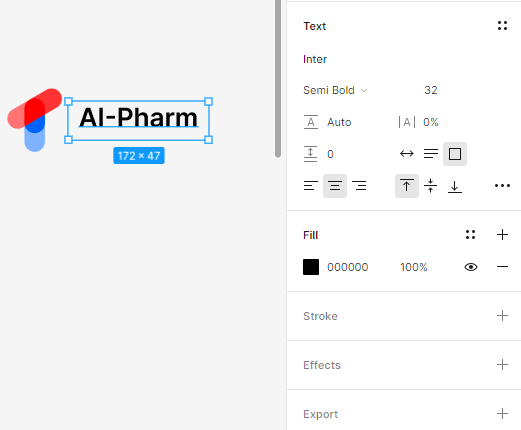 AI-Pharm
172 × 47
Text
Inter
Semi Bold 32
A Auto |A| 0%
0
Fill
000000 100%
Stroke
Effects
Export